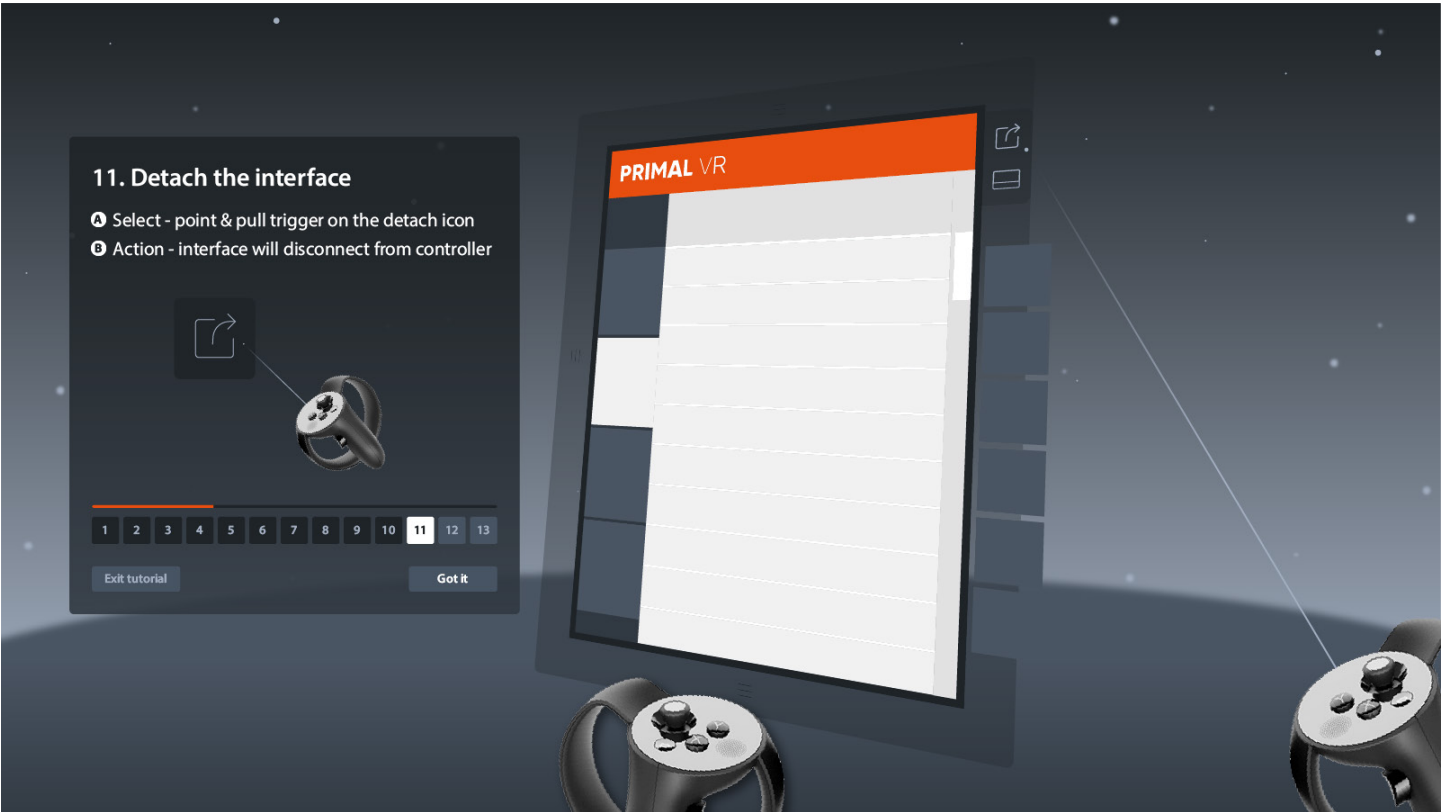 11. Detach the interface
A Select - point & pull trigger on the detach icon
B Action - interface will disconnect from controller
1 2 3 4 5 6 7 8 9 10 11 12 13
Exit tutorial Got it
PRIMAL VR